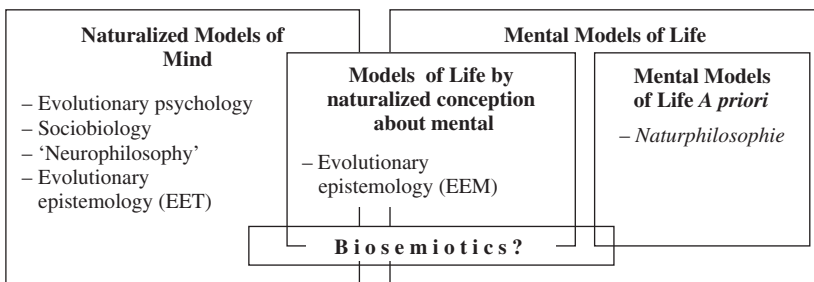 Naturalized Models of
Mind
– Evolutionary psychology
– Sociobiology
– ‘Neurophilosophy’
– Evolutionary
epistemology (EET)
Mental Models of Life
Models of Life by
naturalized conception
about mental
– Evolutionary
epistemology (EEM)
Mental Models
of Life A priori
– Naturphilosophie
Biosemiotics?